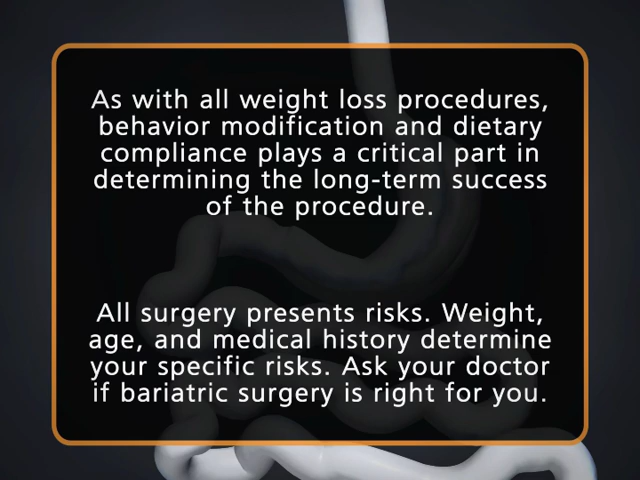 As with all weight loss procedures,
behavior modification and dietary
compliance plays a critical part in
determining the long-term success
of the procedure.
All surgery presents risks. Weight,
age, and medical history determine
your specific risks. Ask your doctor
if bariatric surgery is right for you.